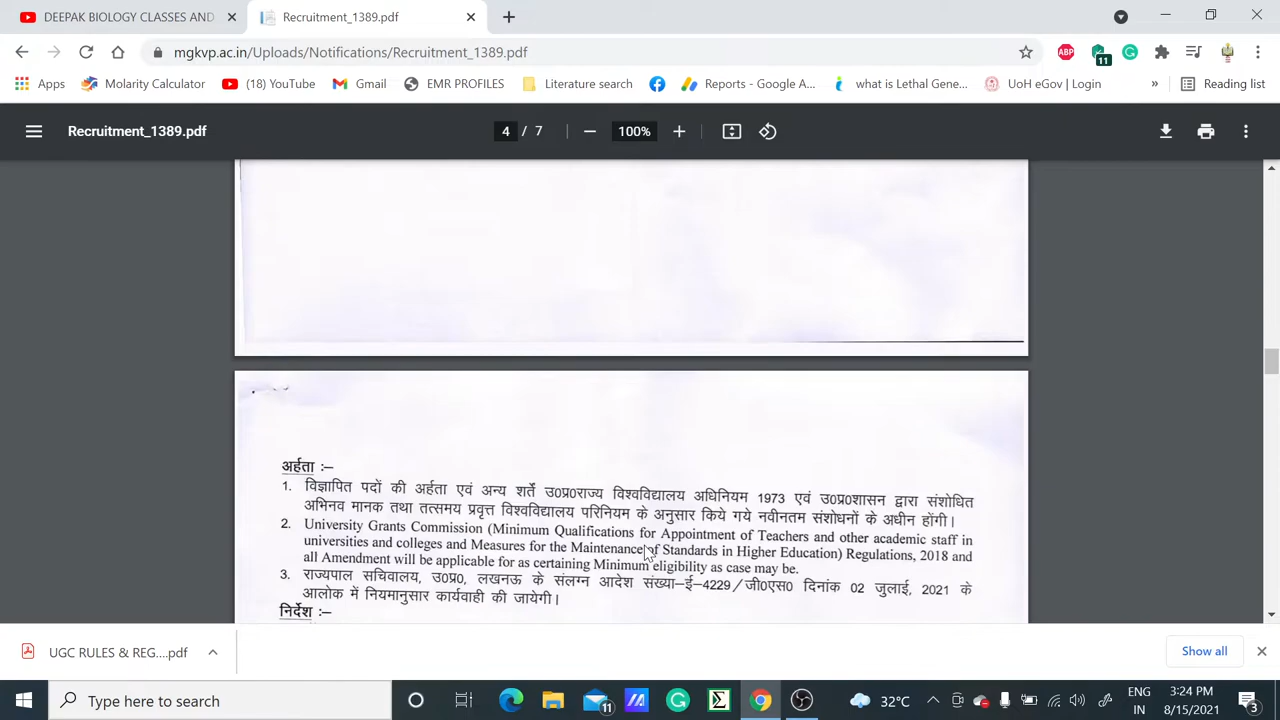 DEEPAK BIOLOGY CLASSES AND
Recruitment_1389.pdf
mgkvp.ac.in/Uploads/Notifications/Recruitment_1389.pdf
ABP
11
Apps
Molarity Calculator
(18) YouTube
Gmail
EMR PROFILES
Literature search
Reports - Google A...
what is Lethal Gene...
UoH eGov | Login
»
Reading list
Recruitment_1389.pdf
4 / 7
100%
अर्हता :–
1. विज्ञापित पदों की अर्हता एवं अन्य शर्तें उ0प्र0राज्य विश्वविद्यालय अधिनियम 1973 एवं उ0प्र0शासन द्वारा संशोधित
अभिनव मानक तथा तत्समय प्रवृत्त विश्वविद्यालय परिनियम के अनुसार किये गये नवीनतम संशोधनों के अधीन होंगी।
2. University Grants Commission (Minimum Qualifications for Appointment of Teachers and other academic staff in
universities and colleges and Measures for the Maintenance of Standards in Higher Education) Regulations, 2018 and
all Amendment will be applicable for as certaining Minimum eligibility as case may be.
3. राज्यपाल सचिवालय, उ0प्र0, लखनऊ के संलग्न आदेश संख्या–ई–4229/जी0एस0 दिनांक 02 जुलाई, 2021 के
आलोक में नियमानुसार कार्यवाही की जायेगी।
निर्देश :–
UGC RULES & REG....pdf
Show all
Type here to search
11
32°C
ENG
IN
3:24 PM
8/15/2021
3